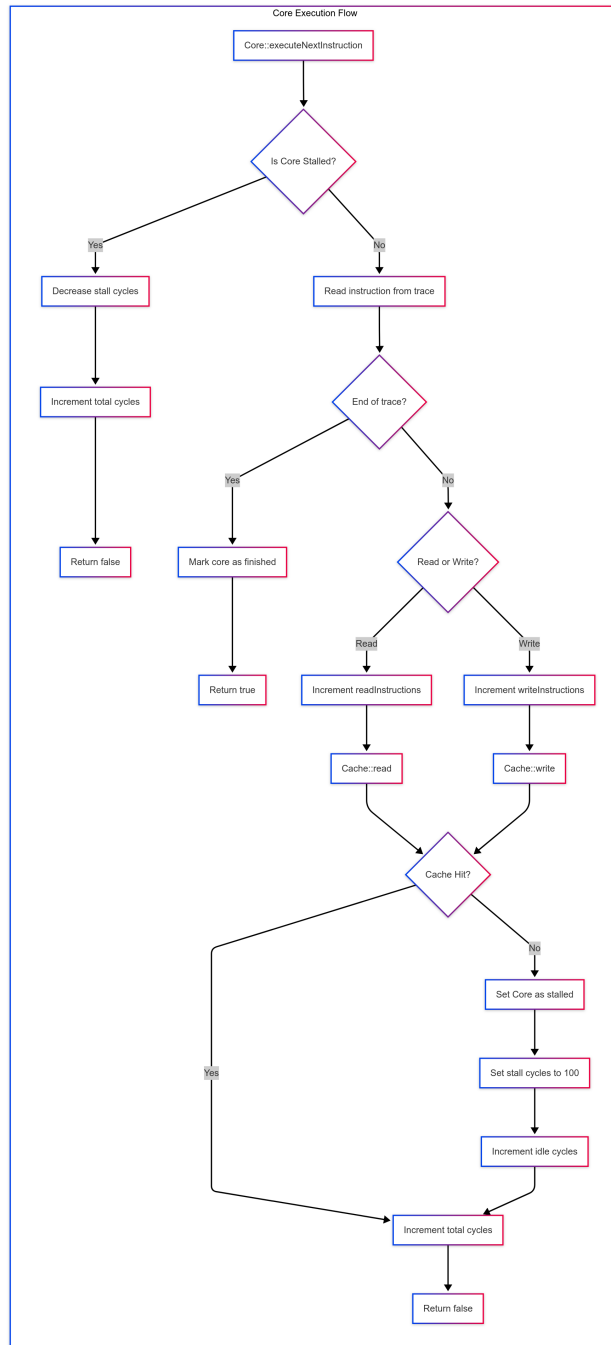 Core Execution Flow
Core::executeNextInstruction
Is Core Stalled?
Yes
No
Decrease stall cycles
Read instruction from trace
Increment total cycles
End of trace?
Yes
No
Return false
Mark core as finished
Read or Write?
Read
Write
Return true
Increment readInstructions
Increment writeInstructions
Cache::read
Cache::write
Cache Hit?
No
Set Core as stalled
Yes
Set stall cycles to 100
Increment idle cycles
Increment total cycles
Return false